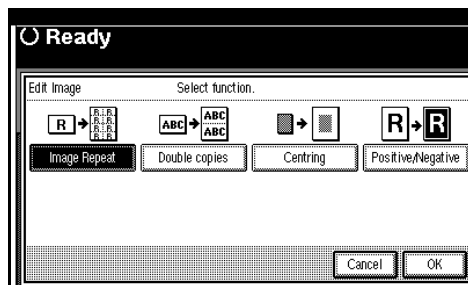 Ready
Edit Image Select function.
R R R R R R R R R
ABC ABC
ABC
R R
Image Repeat Double copies Centring Positive/Negative
Cancel OK